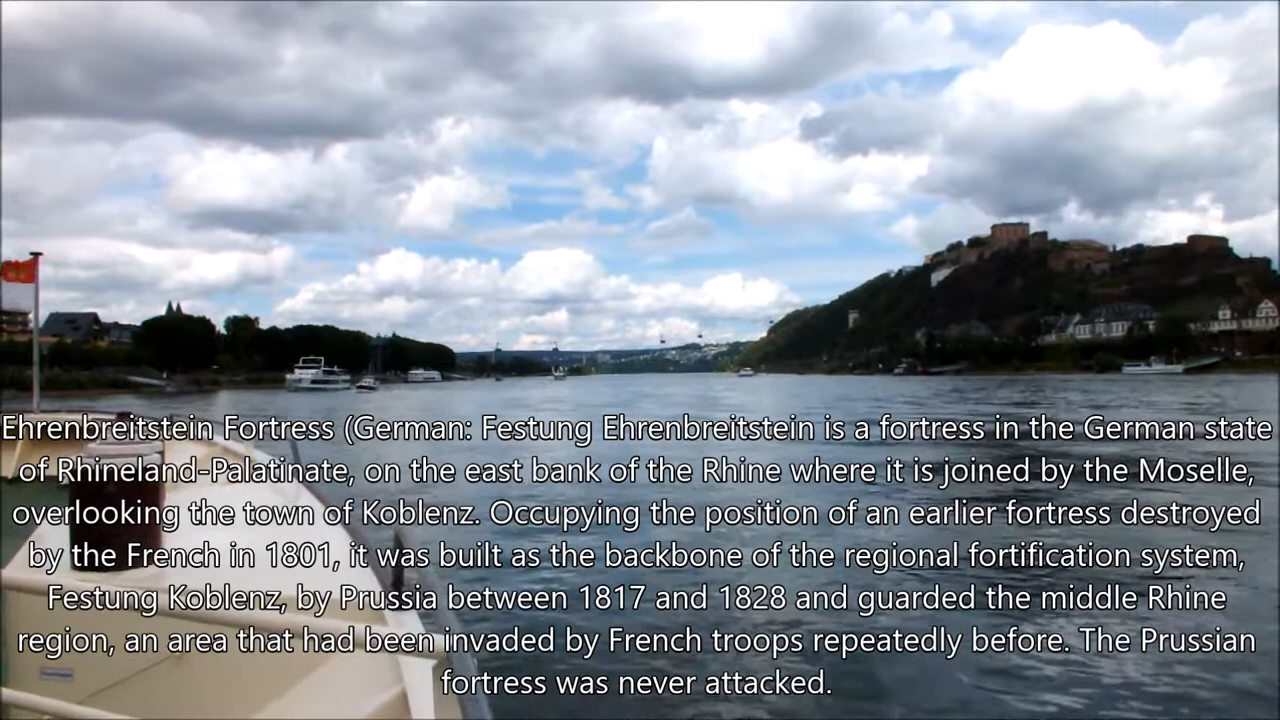 Ehrenbreitstein Fortress (German: Festung Ehrenbreitstein is a fortress in the German state
of Rhineland-Palatinate, on the east bank of the Rhine where it is joined by the Moselle,
overlooking the town of Koblenz. Occupying the position of an earlier fortress destroyed
by the French in 1801, it was built as the backbone of the regional fortification system,
Festung Koblenz, by Prussia between 1817 and 1828 and guarded the middle Rhine
region, an area that had been invaded by French troops repeatedly before. The Prussian
fortress was never attacked.